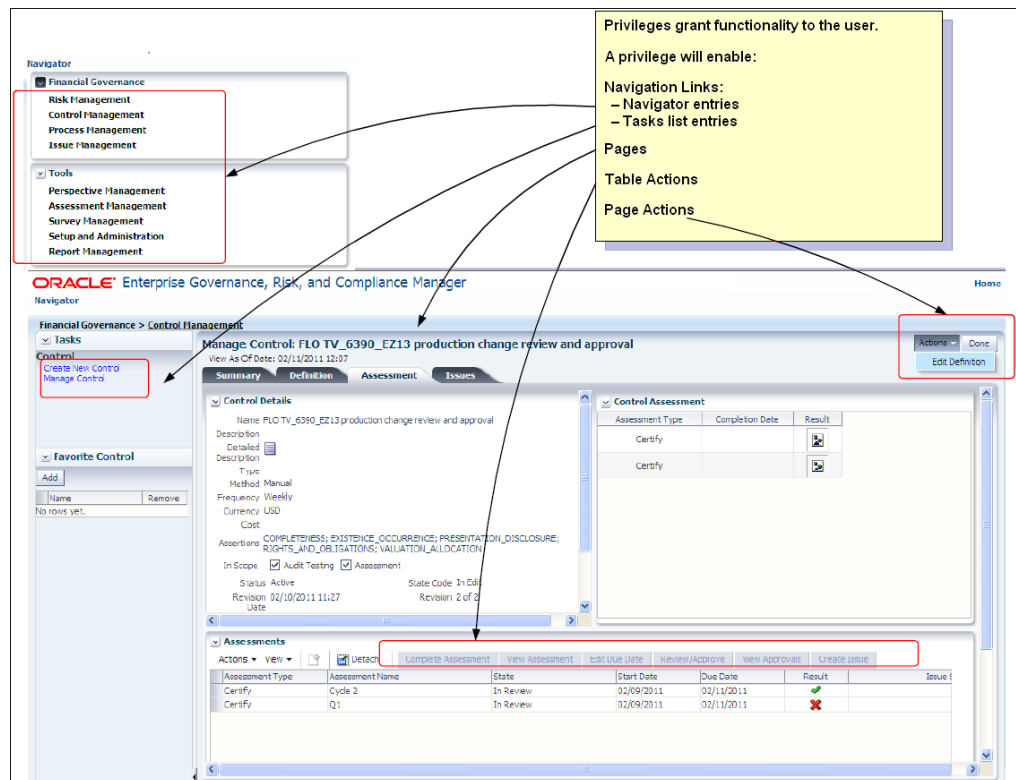 Privileges grant functionality to the user.
A privilege will enable:
Navigation Links:
– Navigator entries
– Tasks list entries
Pages
Table Actions
Page Actions
Navigator
Financial Governance
Risk Management
Control Management
Process Management
Issue Management
Tools
Perspective Management
Assessment Management
Survey Management
Setup and Administration
Report Management
ORACLE Enterprise Governance, Risk, and Compliance Manager
Home
Navigator
Financial Governance > Control Management
Tasks
Control
Create New Control
Manage Control
Favorite Control
Add
Name Remove
No rows yet.
Manage Control: FLO TV_6390_EZ13 production change review and approval
View As Of Date: 02/11/2011 12:07
Actions Done
Edit Definition
Summary Definition Assessment Issues
Control Details
Name FLO TV_6390_EZ13 production change review and approval
Description
Detailed Description
Type
Method Manual
Frequency Weekly
Currency USD
Cost
Assertions COMPLETENESS; EXISTENCE_OCCURRENCE; PRESENTATION_DISCLOSURE;
RIGHTS_AND_OBLIGATIONS; VALUATION_ALLOCATION
In Scope Audit Testing Assessment
Status Active State Code In Edit
Revision Date 02/10/2011 11:27 Revision 2 of 2
Control Assessment
Assessment Type Completion Date Result
Certify
Certify
Assessments
Actions View Detach Complete Assessment View Assessment Edit Due Date Review/Approve View Approvals Create Issue
Assessment Type Assessment Name State Start Date Due Date Result Issue S
Certify Cycle 2 In Review 02/09/2011 02/11/2011
Certify Q1 In Review 02/09/2011 02/11/2011